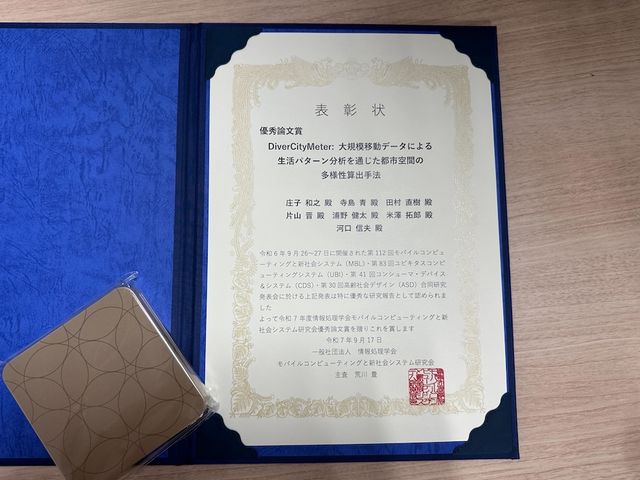 表彰状
優秀論文賞
DiverCityMeter: 大規模移動データによる
生活パターン分析を通じた都市空間の
多様性算出手法
庄子 和之 殿 寺島 青 殿 田村 直樹 殿
片山 晋 殿 浦野 健太 殿 米澤 拓郎 殿
河口 信夫 殿
令和6年9月26~27日に開催された第112回モバイルコンピュ
ーティングと新社会システム（MBL）・第83回ユビキタスコンピ
ューティングシステム（UBI）・第41回コンシューマ・デバイス
＆システム（CDS）・第30回高齢社会デザイン（ASD）合同研究
発表会に於ける上記発表は特に優秀な研究報告として認められま
した
よって令和7年度情報処理学会モバイルコンピューティングと新
社会システム研究会優秀論文賞を贈りこれを賞します
令和7年9月17日
一般社団法人 情報処理学会
モバイルコンピューティングと新社会システム研究会
主査 荒川 豊